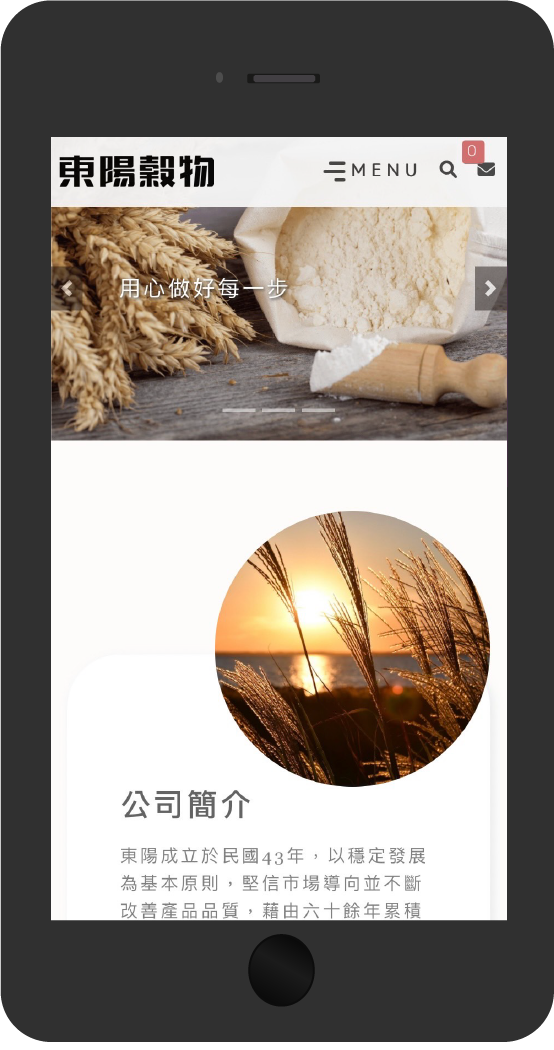 東陽穀物
MENU
0
用心做好每一步
公司簡介
東陽成立於民國43年，以穩定發展
為基本原則，堅信市場導向並不斷
改善產品品質，藉由六十餘年累積